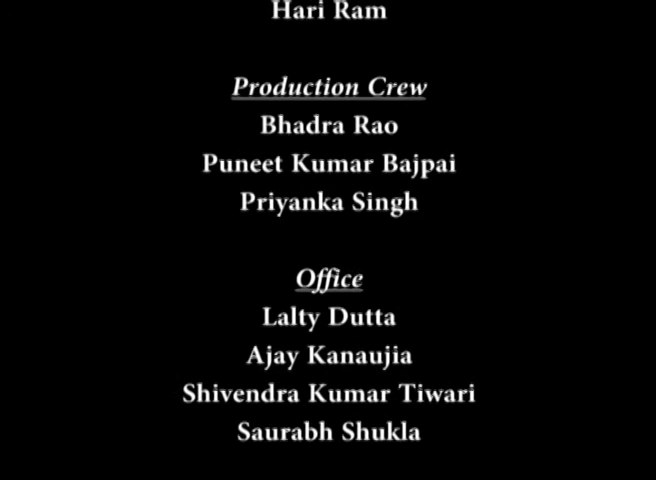 Hari Ram
Production Crew
Bhadra Rao
Puneet Kumar Bajpai
Priyanka Singh
Office
Lalty Dutta
Ajay Kanaujia
Shivendra Kumar Tiwari
Saurabh Shukla